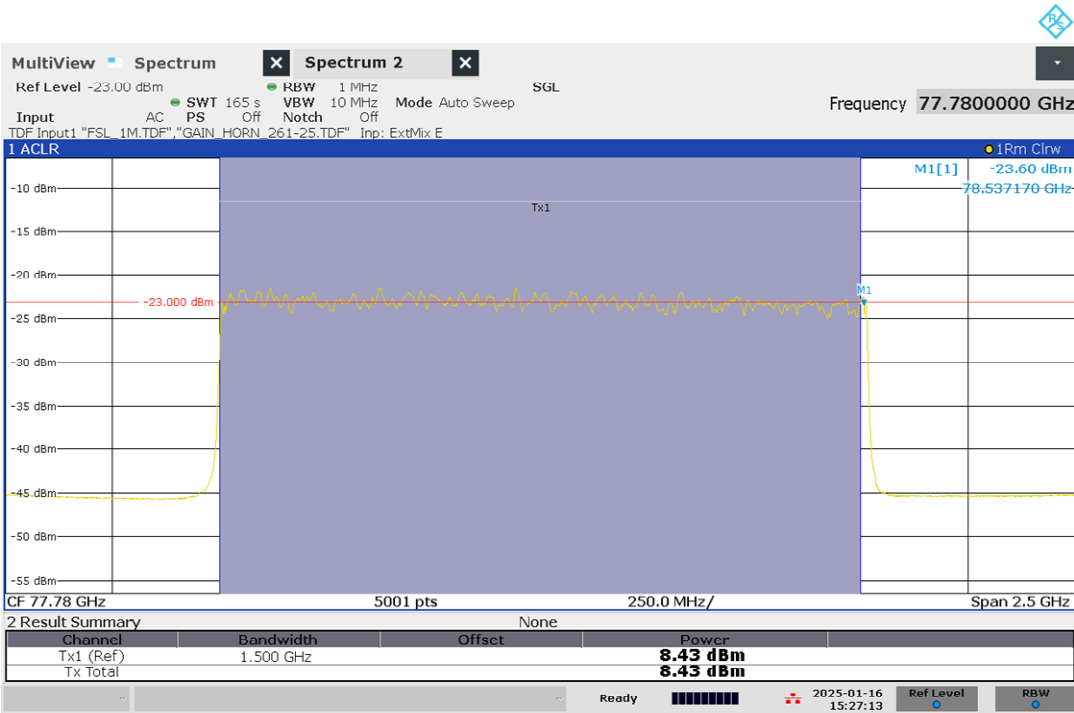 R S
MultiView Spectrum Spectrum 2
Ref Level -23.00 dBm RBW 1 MHz SGL
SWT 165 s VBW 10 MHz Mode Auto Sweep
Input AC PS Off Notch Off
Frequency 77.7800000 GHz
TDF Input1 "FSL_1M.TDF","GAIN_HORN_261-25.TDF" Inp: ExtMix E
1 ACLR 1Rm Clrw
M1[1] -23.60 dBm
78.537170 GHz
-10 dBm
Tx1
-15 dBm
-20 dBm
M1
-23.000 dBm
-25 dBm
-30 dBm
-35 dBm
-40 dBm
-45 dBm
-50 dBm
-55 dBm
CF 77.78 GHz 5001 pts 250.0 MHz/ Span 2.5 GHz
2 Result Summary None
Channel Bandwidth Offset Power
Tx1 (Ref) 1.500 GHz 8.43 dBm
Tx Total 8.43 dBm
Ready 2025-01-16 Ref Level RBW
15:27:13